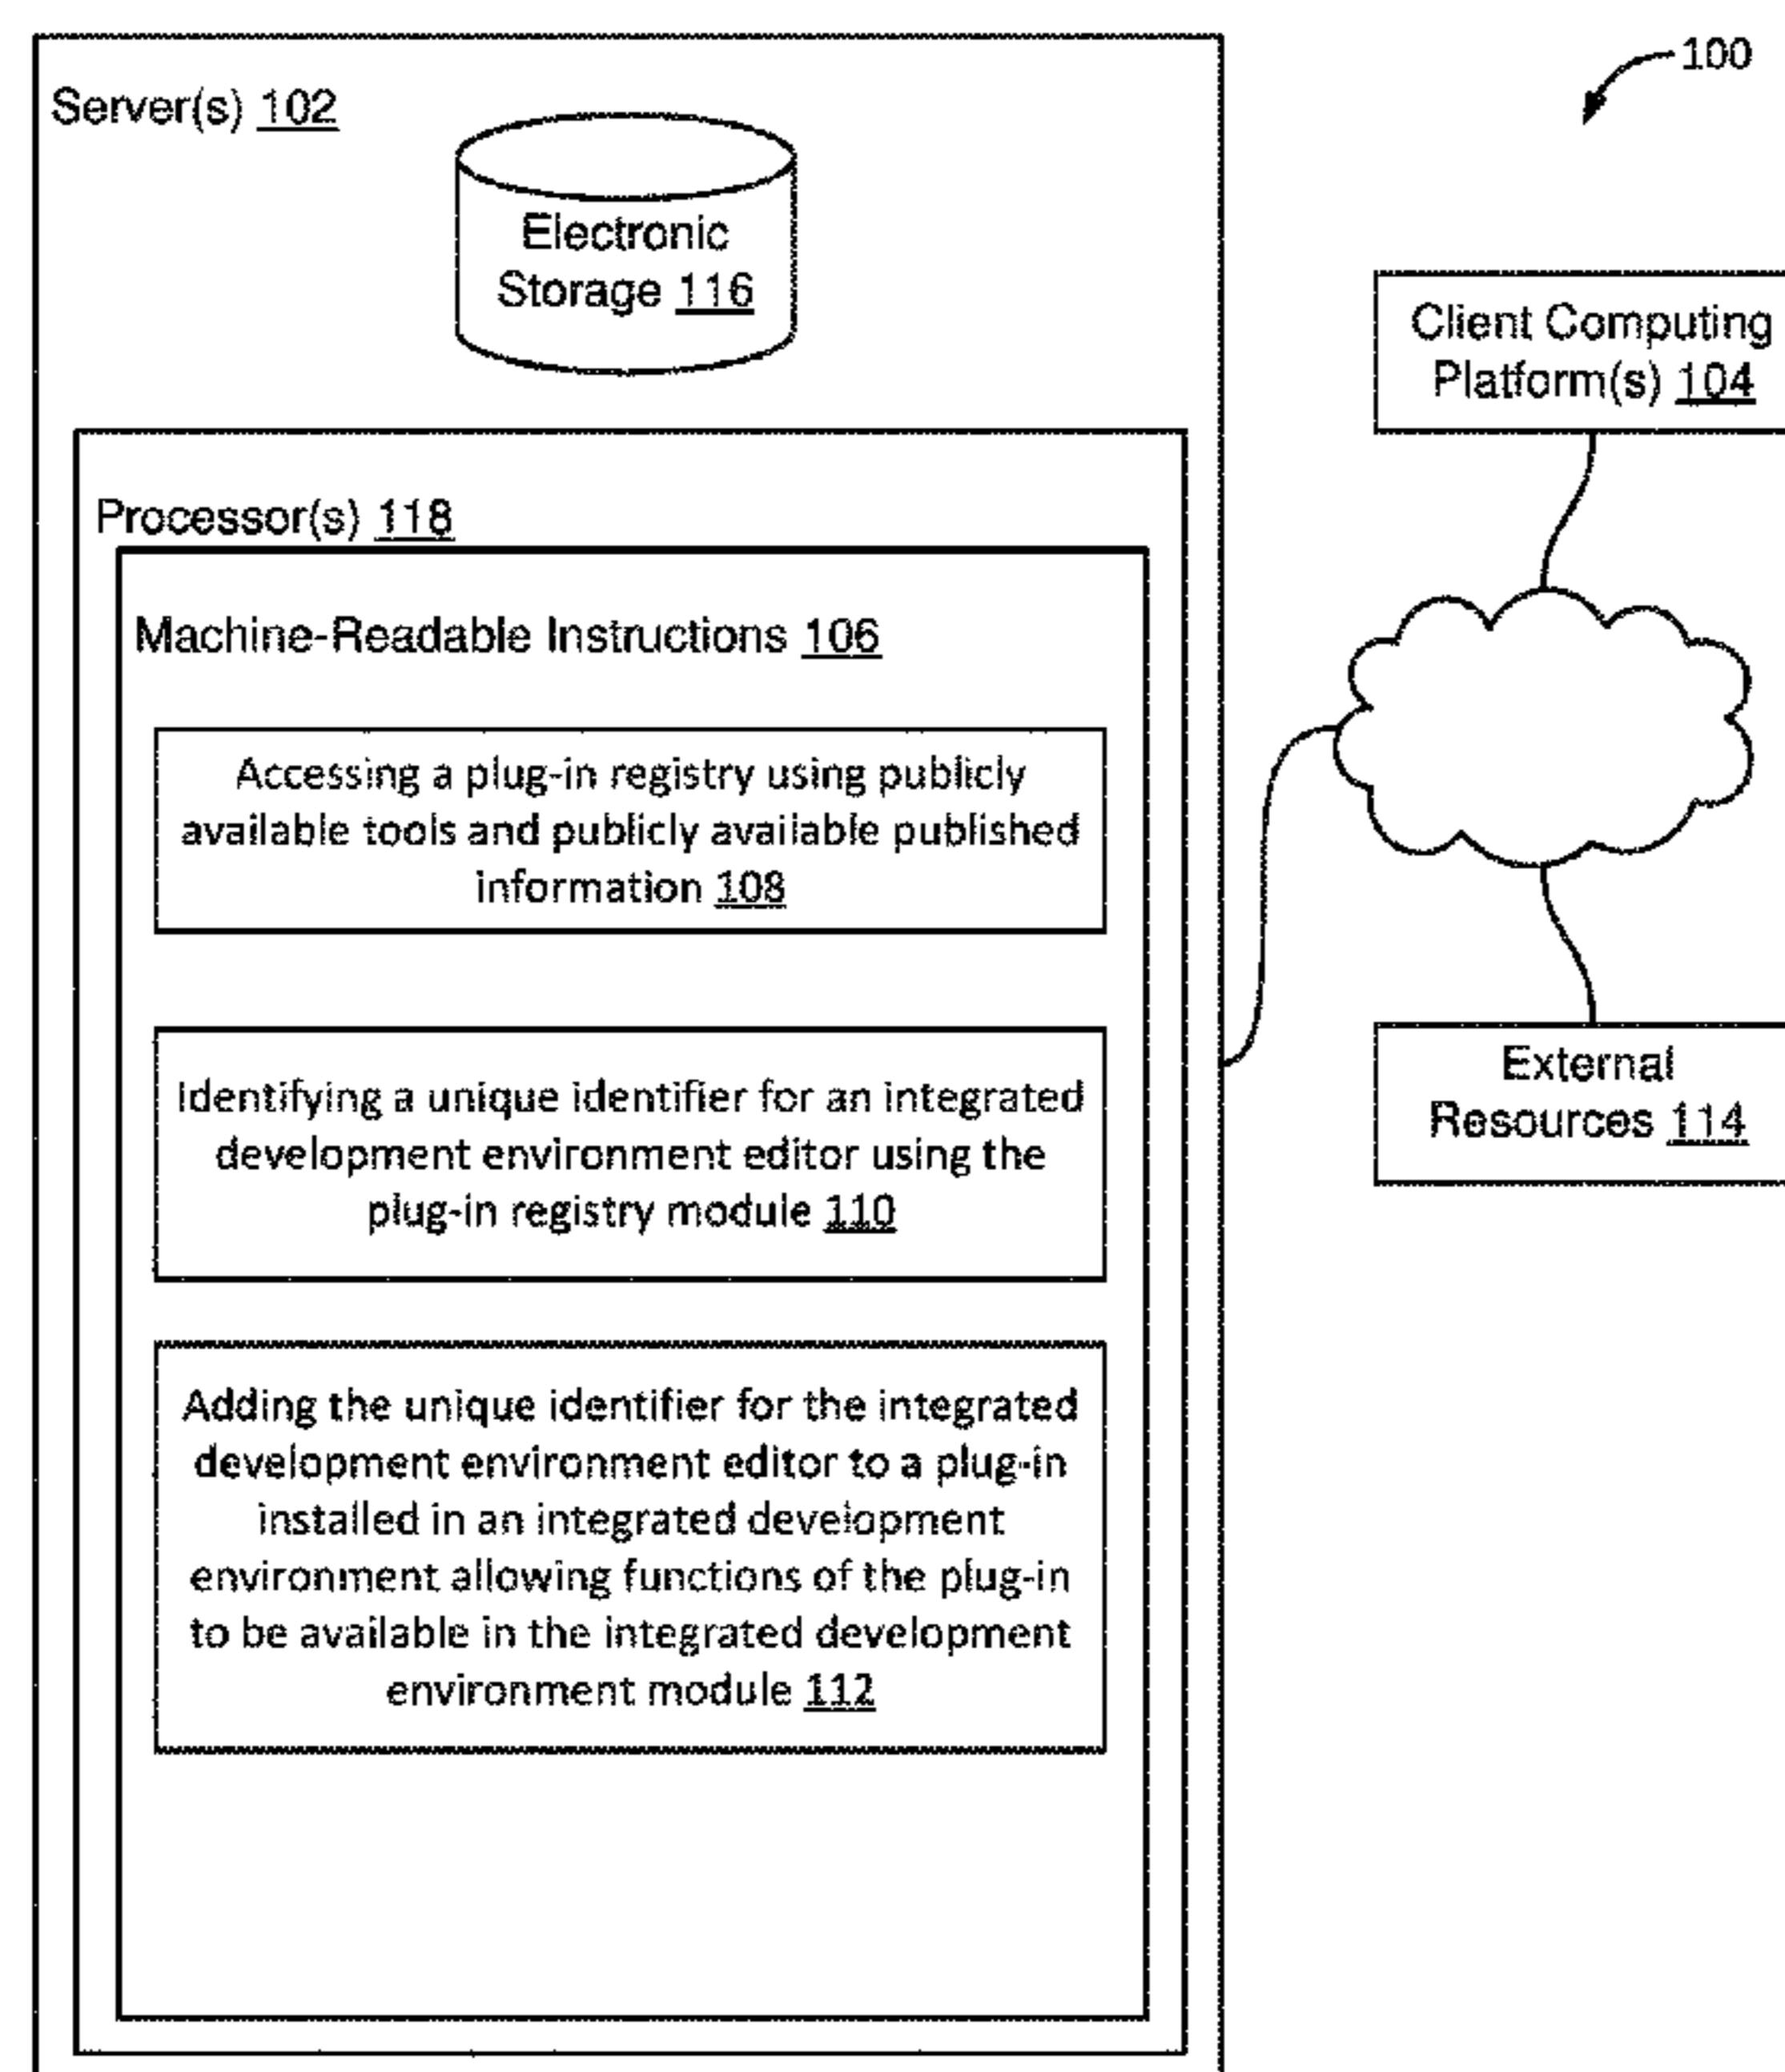 100
Server(s) 102
Electronic
Storage 116
Client Computing
Platform(s) 104
Processor(s) 118
Machine-Readable Instructions 106
Accessing a plug-in registry using publicly
available tools and publicly available published
information 108
Identifying a unique identifier for an integrated
development environment editor using the
plug-in registry module 110
External
Resources 114
Adding the unique identifier for the integrated
development environment editor to a plug-in
installed in an integrated development
environment allowing functions of the plug-in
to be available in the integrated development
environment module 112